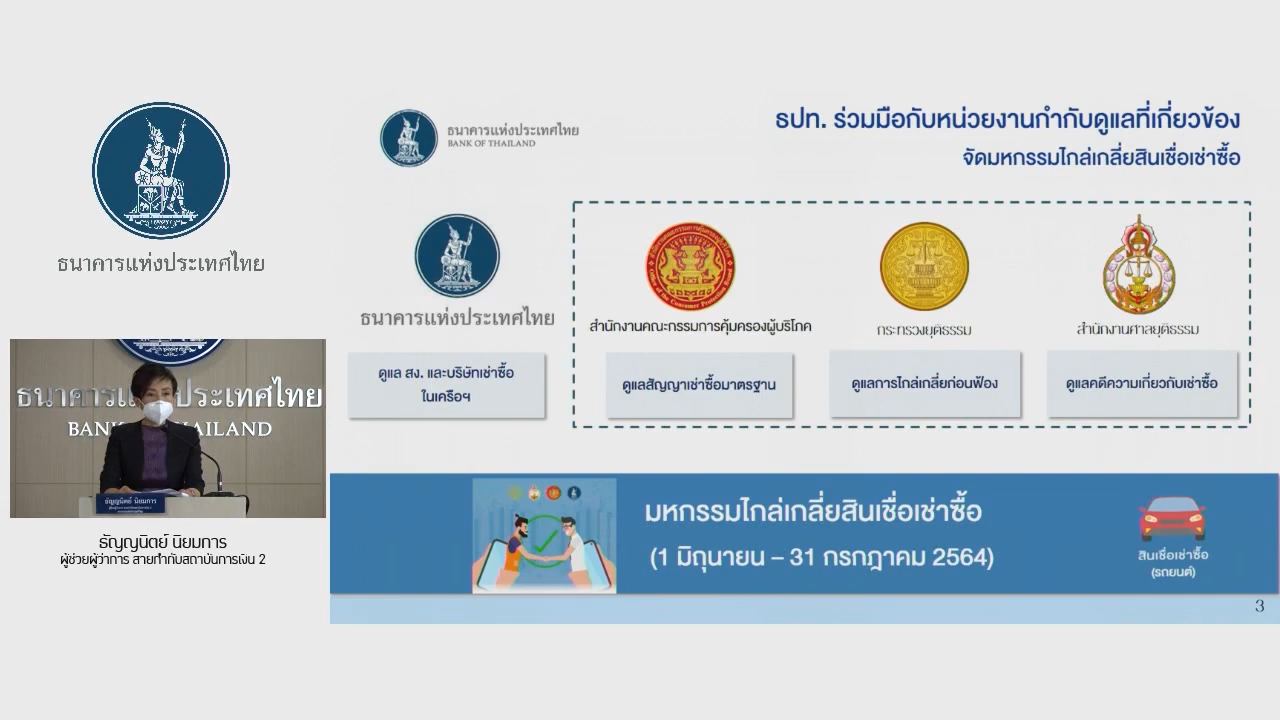 ธนาคารแห่งประเทศไทย
ธนาคารแห่งประเทศไทย
BANK THAILAND
ธัญญนิตย์ นิยมการ
ธัญญนิตย์ นิยมการ
ผู้ช่วยผู้ว่าการ สายกำกับสถาบันการเงิน 2
ธนาคารแห่งประเทศไทย
BANK OF THAILAND
ธปท. ร่วมมือกับหน่วยงานกำกับดูแลที่เกี่ยวข้อง
จัดมหกรรมไกล่เกลี่ยสินเชื่อเช่าซื้อ
ธนาคารแห่งประเทศไทย
ดูแล สง. และบริษัทเช่าซื้อ
ในเครือฯ
สำนักงานคณะกรรมการคุ้มครองผู้บริโภค
ดูแลสัญญาเช่าซื้อมาตรฐาน
กระทรวงยุติธรรม
ดูแลการไกล่เกลี่ยก่อนฟ้อง
สำนักงานศาลยุติธรรม
ดูแลคดีความเกี่ยวกับเช่าซื้อ
มหกรรมไกล่เกลี่ยสินเชื่อเช่าซื้อ
(1 มิถุนายน – 31 กรกฎาคม 2564)
สินเชื่อเช่าซื้อ
(รถยนต์)
3